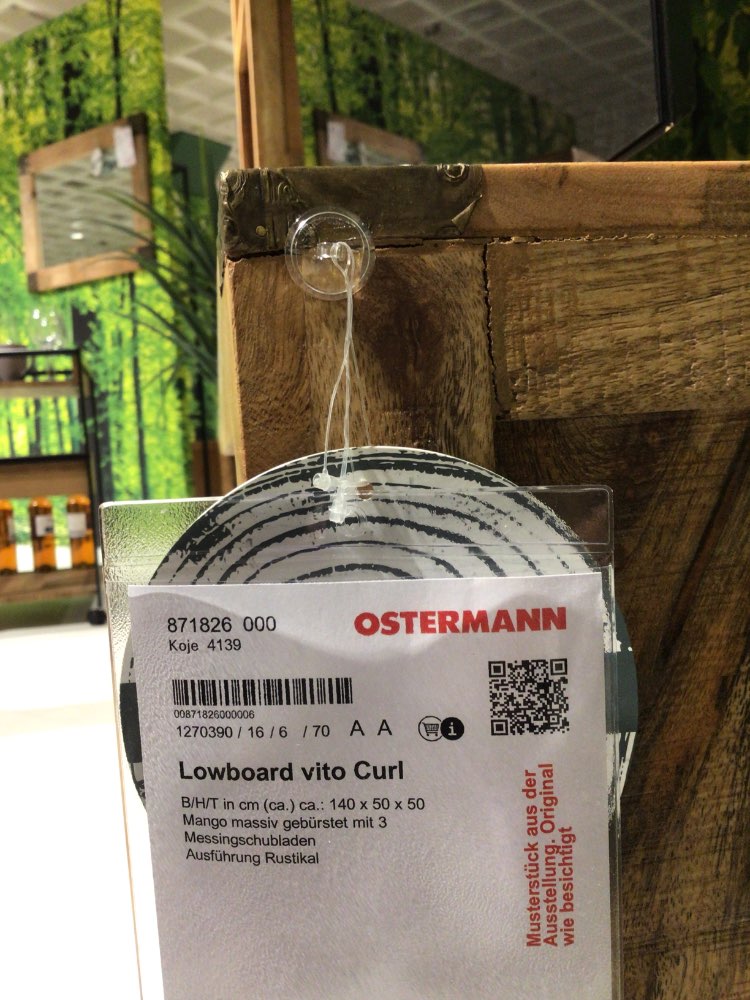 871826 000
OSTERMANN
Koje 4139
00871826000006
1270390 / 16 / 6 / 70 A A
i
Lowboard vito Curl
B/H/T in cm (ca.) ca.: 140 x 50 x 50
Mango massiv gebürstet mit 3
Messingschubladen
Ausführung Rustikal
Musterstück aus der
Ausstellung. Original
wie besichtigt